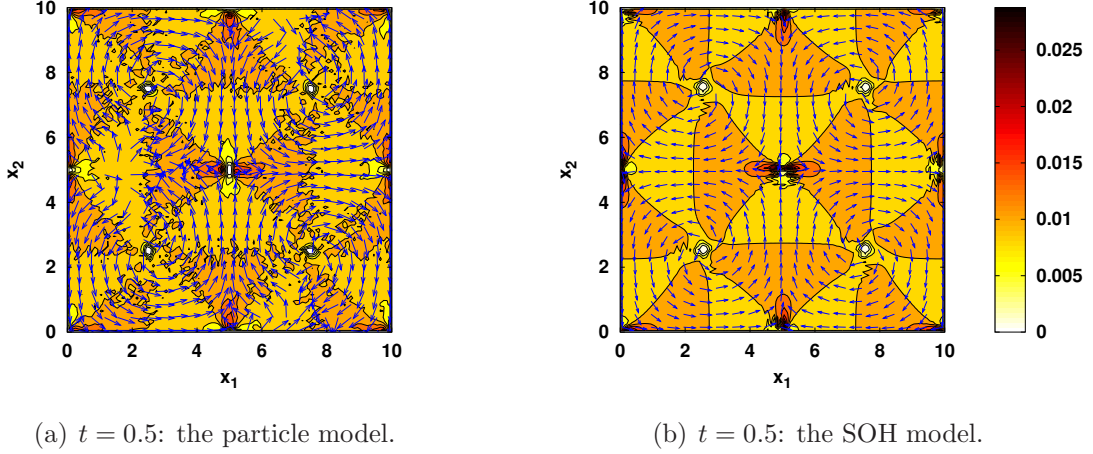 10
8
6
4
2
0
x₂
0 2 4 6 8 10
x₁
10
8
6
4
2
0
x₂
0 2 4 6 8 10
x₁
0.025
0.02
0.015
0.01
0.005
0
(a) t = 0.5: the particle model.
(b) t = 0.5: the SOH model.